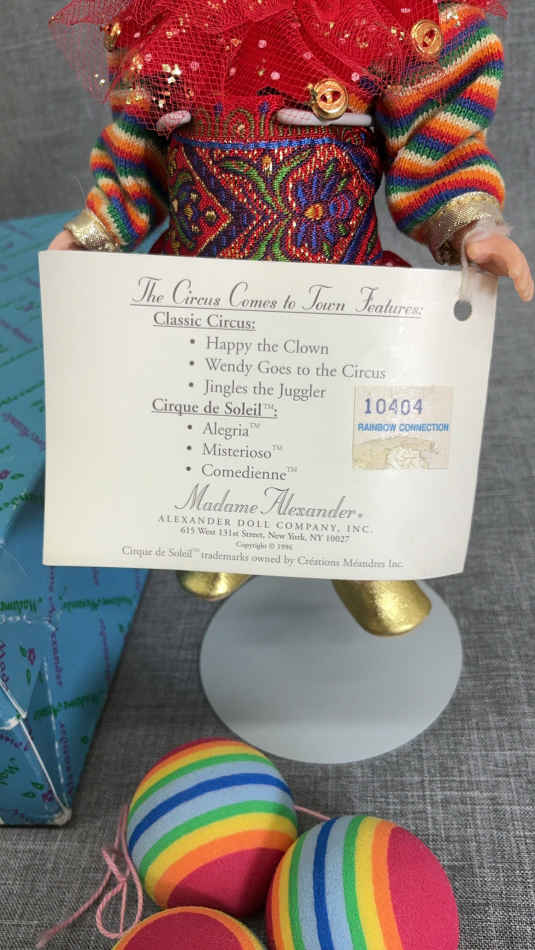 The Circus Comes to Town Features:
Classic Circus:
• Happy the Clown
• Wendy Goes to the Circus
• Jingles the Juggler
Cirque de Soleil™:
• Alegria™
• Misterioso™
• Comedienne™
10404
RAINBOW CONNECTION
Madame Alexander®
ALEXANDER DOLL COMPANY, INC.
615 West 131st Street, New York, NY 10027
Copyright © 1996
Cirque de Soleil™ trademarks owned by Créations Méandres Inc.